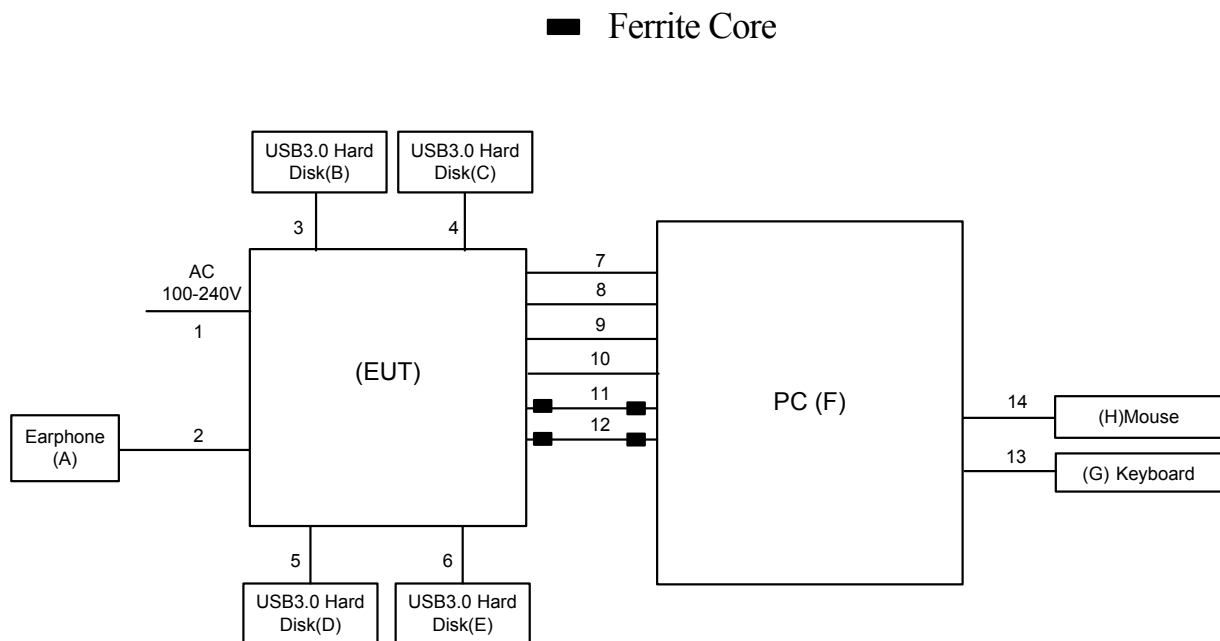 Ferrite Core
USB3.0 Hard
Disk(B)
USB3.0 Hard
Disk(C)
3
4
AC
100-240V
1
7
8
9
10
11
12
(EUT)
PC (F)
Earphone
(A)
2
14
(H)Mouse
13
(G) Keyboard
5
6
USB3.0 Hard
Disk(D)
USB3.0 Hard
Disk(E)